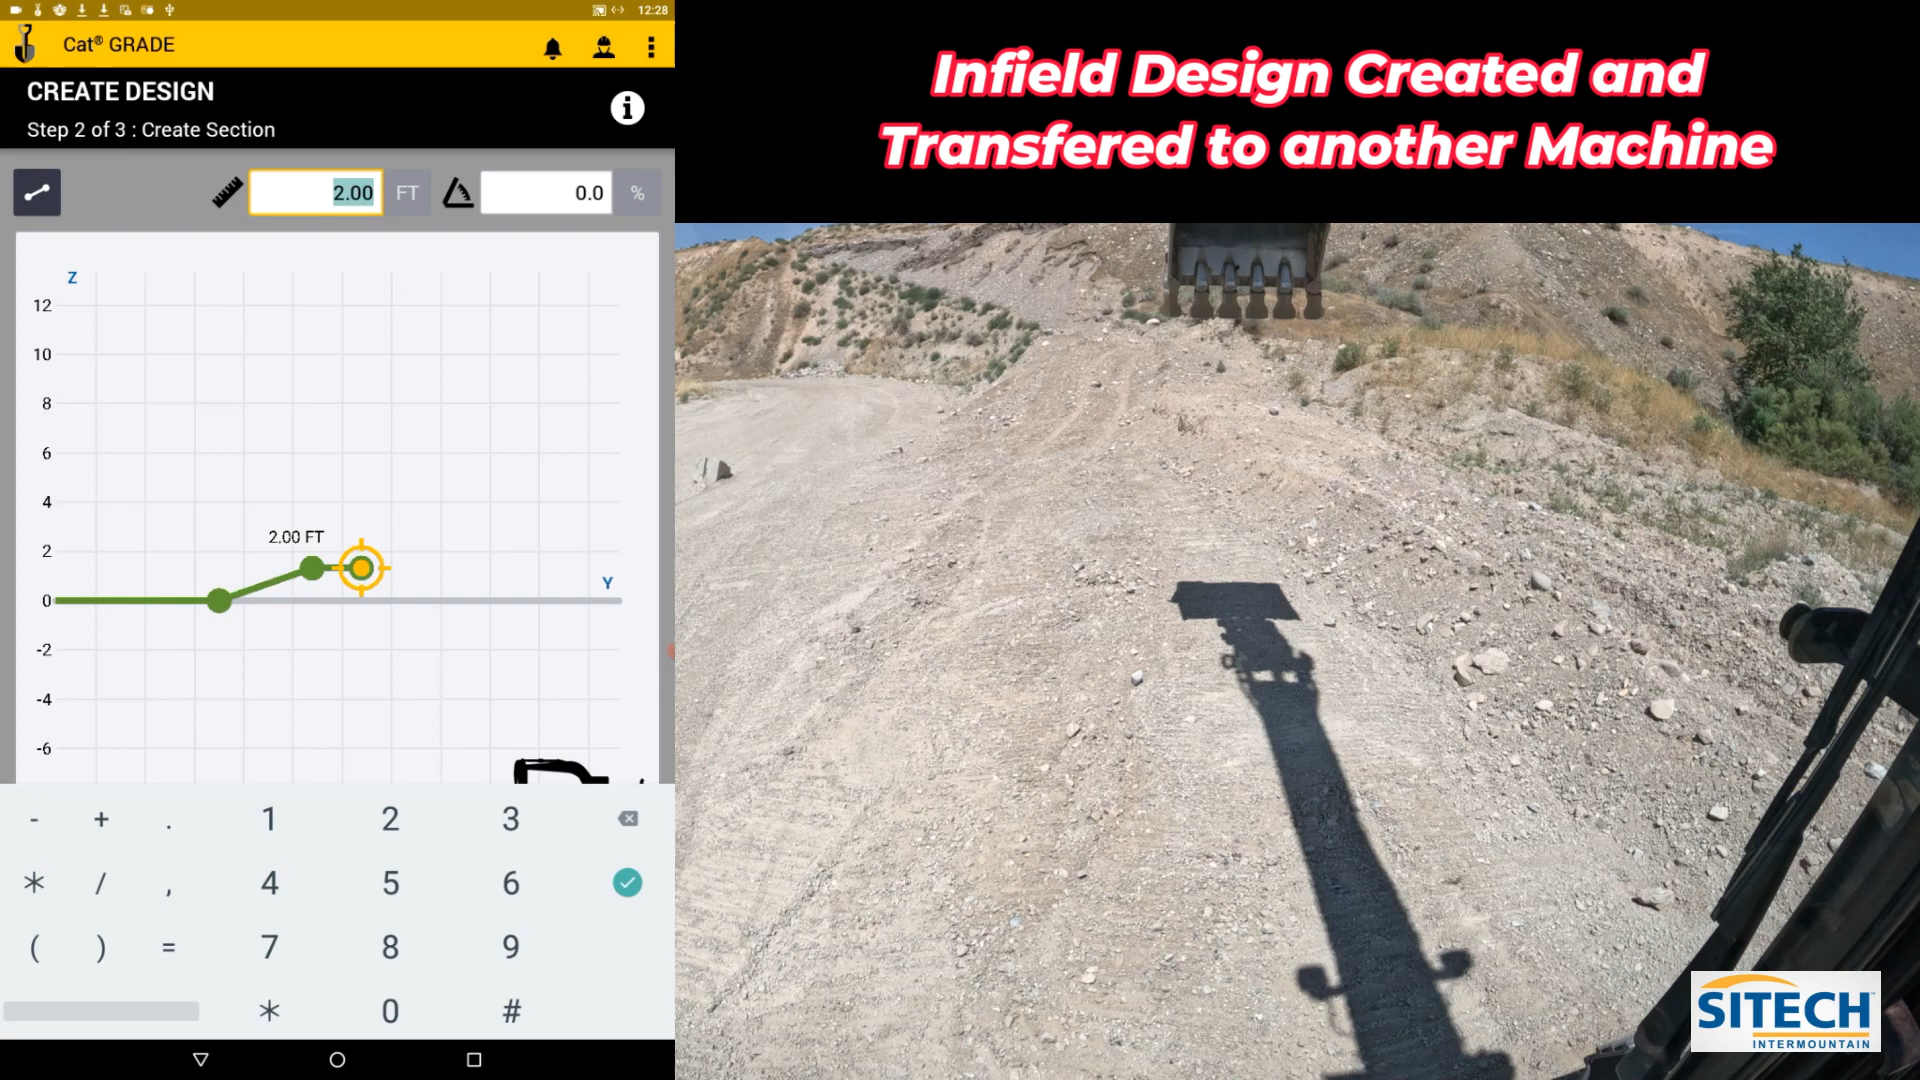 12:28
Cat® GRADE
CREATE DESIGN
Step 2 of 3 : Create Section
2.00 FT 0.0 %
Z
12
10
8
6
4
2.00 FT
2
Y
0
-2
-4
-6
- + . 1 2 3
* / , 4 5 6
( ) = 7 8 9
* 0 #
Infield Design Created and
Transfered to another Machine
SITECH
INTERMOUNTAIN